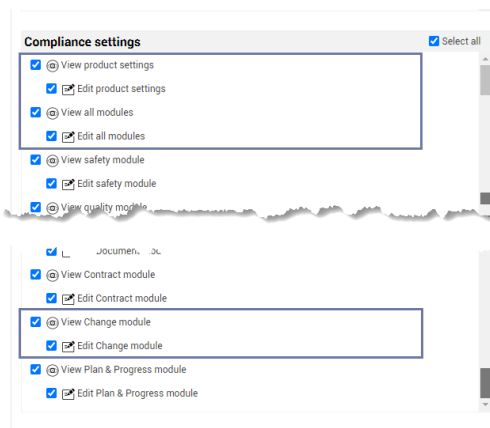 Compliance settings
Select all
View product settings
Edit product settings
View all modules
Edit all modules
View safety module
Edit safety module
View quality module
View Contract module
Edit Contract module
View Change module
Edit Change module
View Plan & Progress module
Edit Plan & Progress module